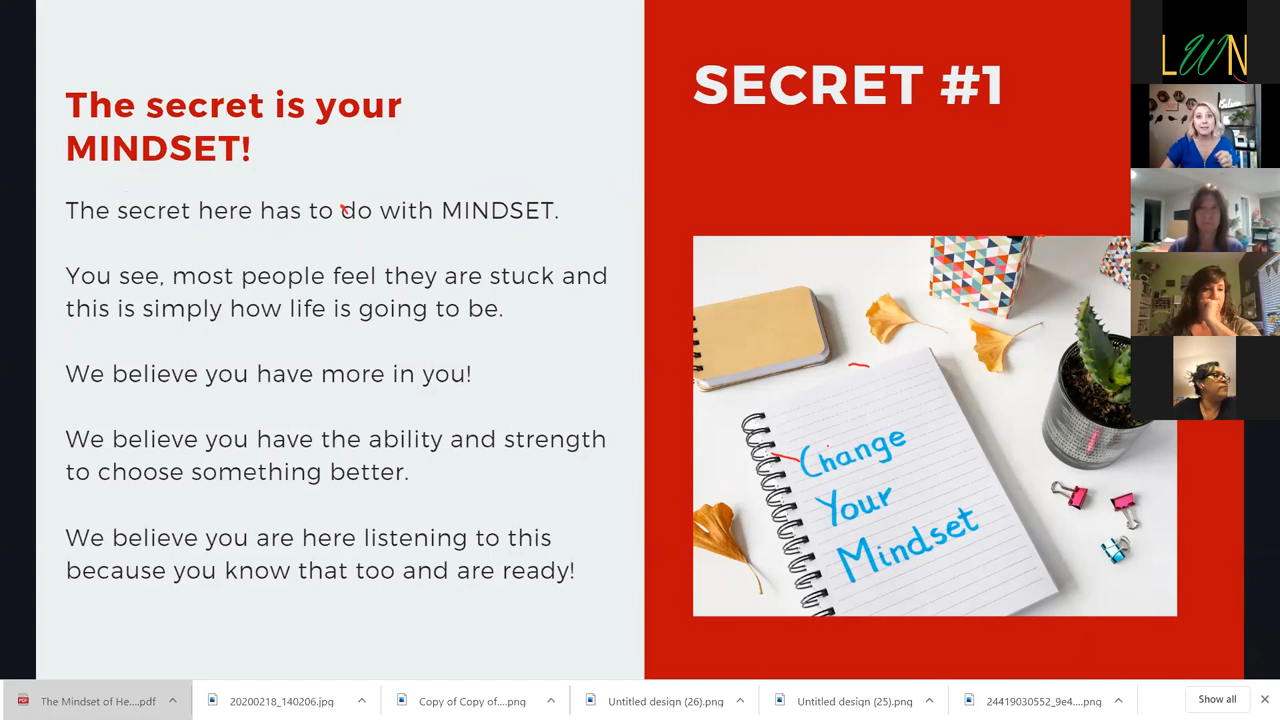 The secret is your
MINDSET!
The secret here has to do with MINDSET.
You see, most people feel they are stuck and
this is simply how life is going to be.
We believe you have more in you!
We believe you have the ability and strength
to choose something better.
We believe you are here listening to this
because you know that too and are ready!
SECRET #1
Change
Your
Mindset
LWN
Believe
The Mindset of He....pdf
20200218_140206.jpg
Copy of Copy of....png
Untitled design (26).png
Untitled design (25).png
24419030552_9e4....png
Show all